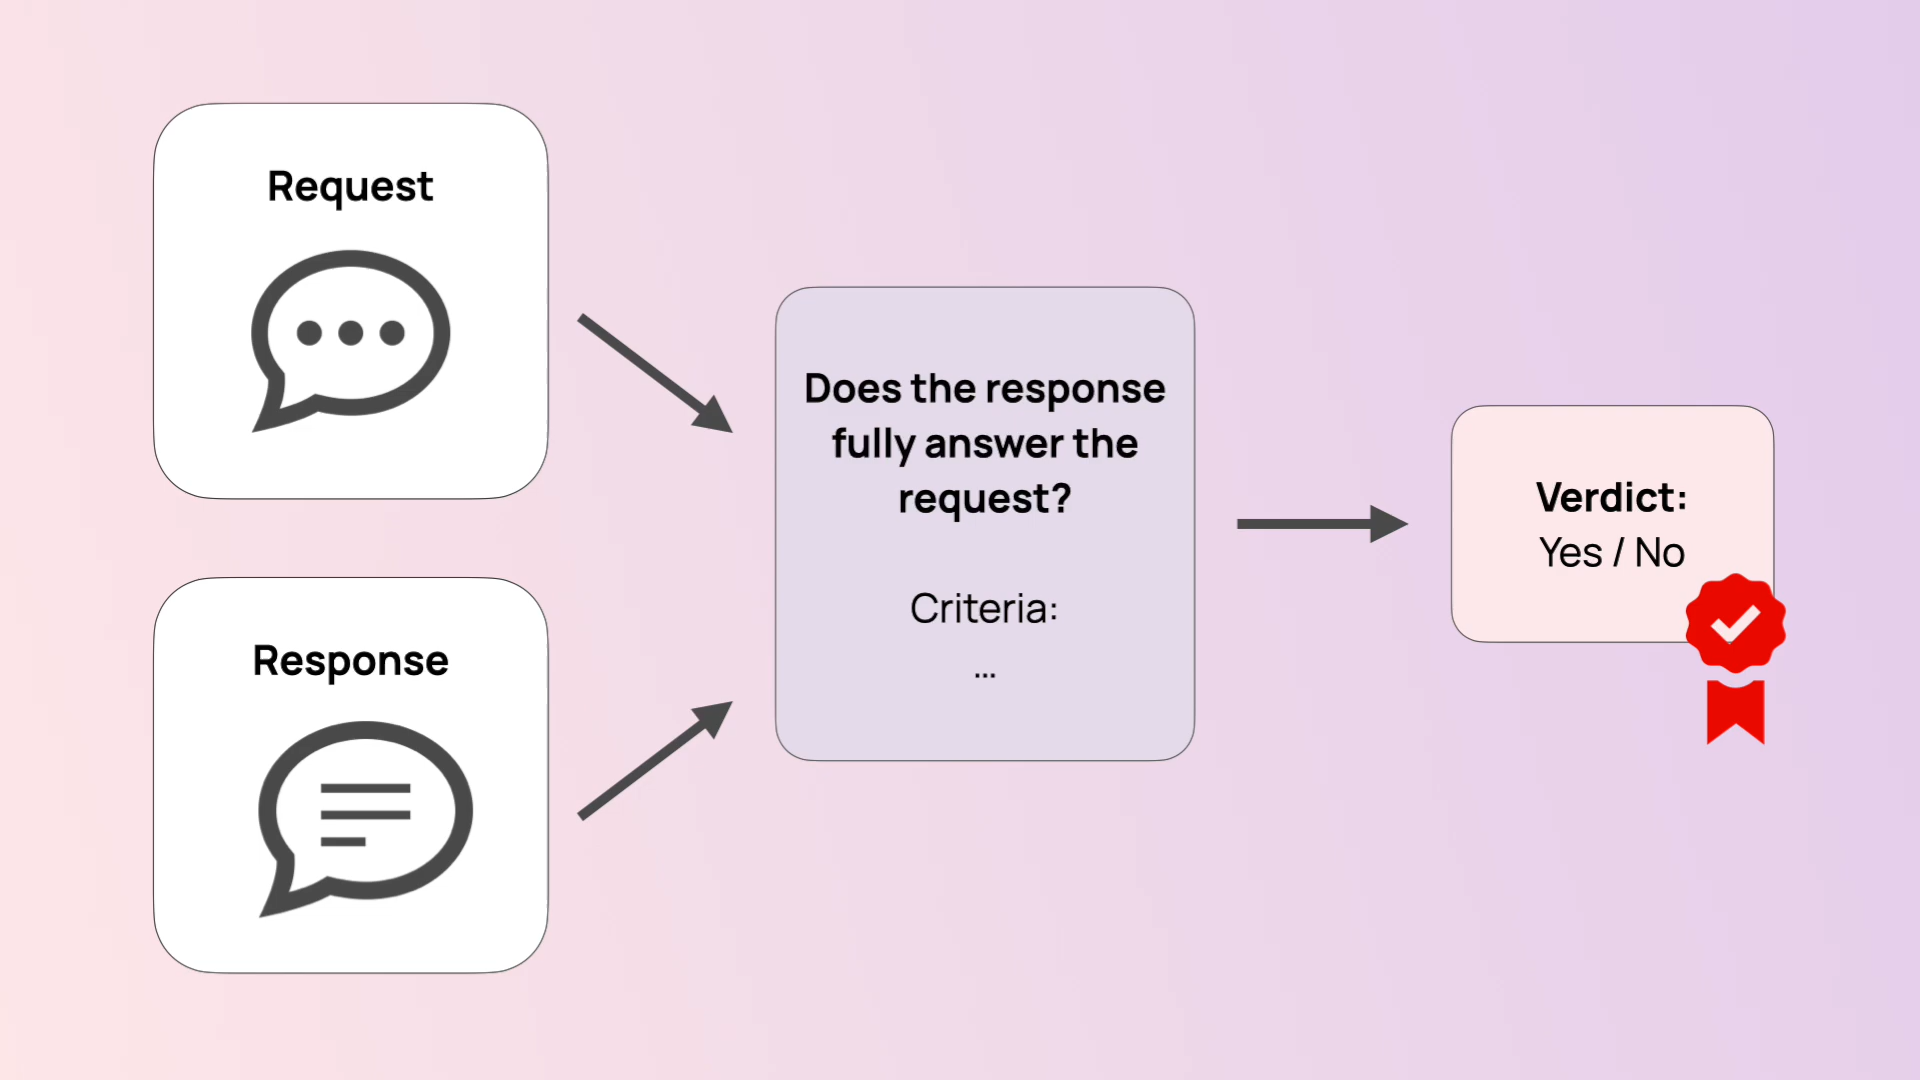 Request
Response
Does the response
fully answer the
request?
Criteria:
...
Verdict:
Yes / No